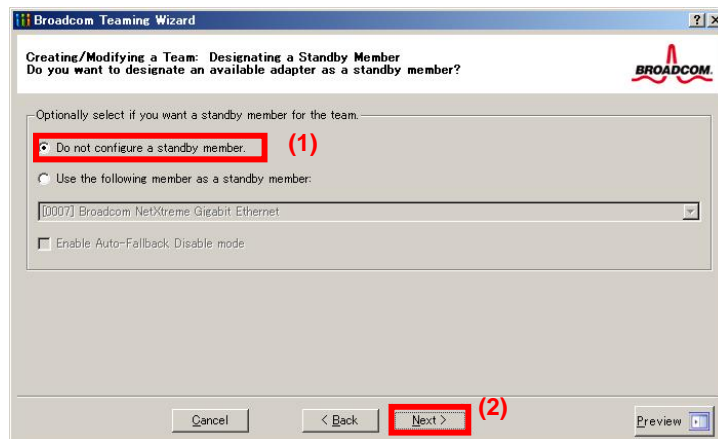 Broadcom Teaming Wizard
Creating/Modifying a Team: Designating a Standby Member
Do you want to designate an available adapter as a standby member?
BROADCOM.
Optionally select if you want a standby member for the team.
Do not configure a standby member.
(1)
Use the following member as a standby member:
[0007] Broadcom NetXtreme Gigabit Ethernet
Enable Auto-Fallback Disable mode
Cancel
< Back
Next >
(2)
Preview